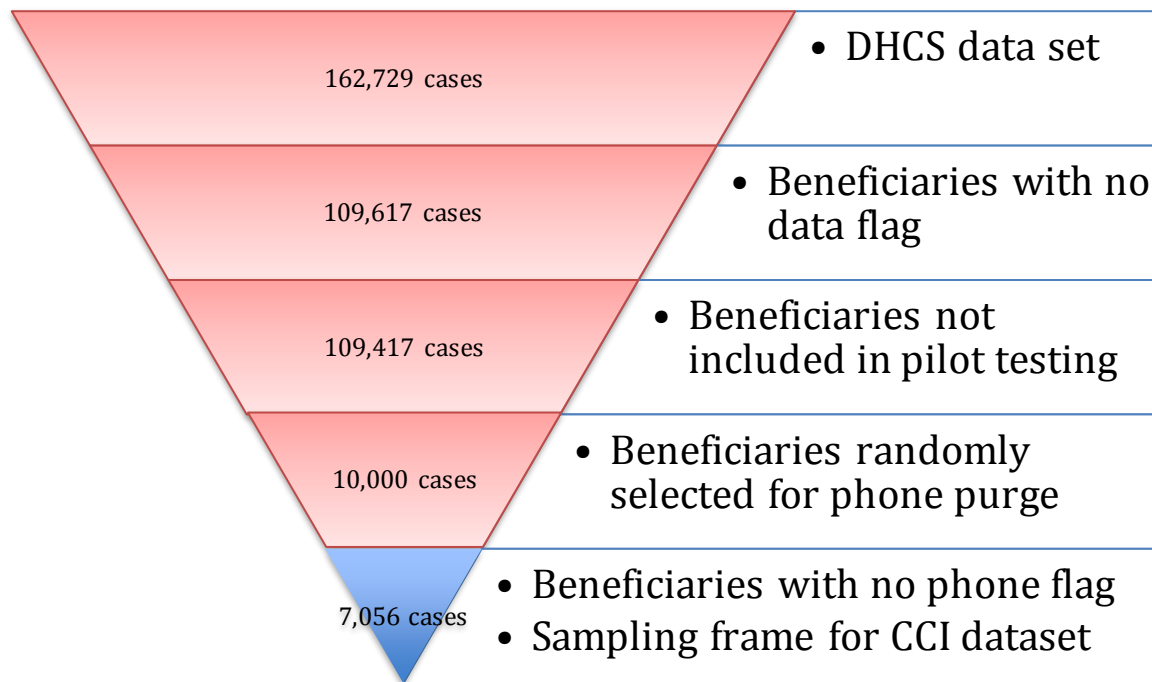 162,729 cases
• DHCS data set
109,617 cases
• Beneficiaries with no
data flag
109,417 cases
• Beneficiaries not
included in pilot testing
10,000 cases
• Beneficiaries randomly
selected for phone purge
7,056 cases
• Beneficiaries with no phone flag
• Sampling frame for CCI dataset